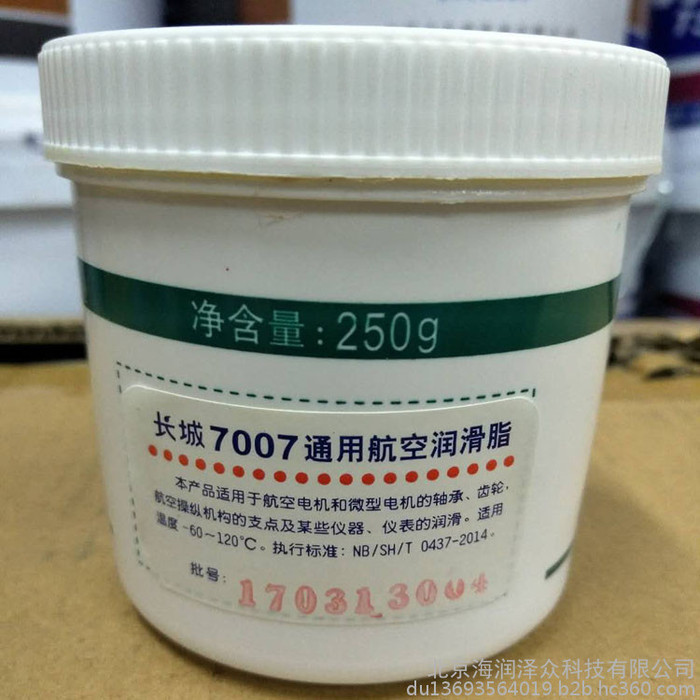 净含量:250g
长城7007通用航空润滑脂
本产品适用于航空电机和微型电机的轴承、齿轮,
航空操纵机构的支点及某些仪器、仪表的润滑。适用
温度-60～120℃。执行标准：NB/SH/T 0437-2014。
批号：170313004
北京海润泽众科技有限公司
du13693564019.b2b.hc360.com